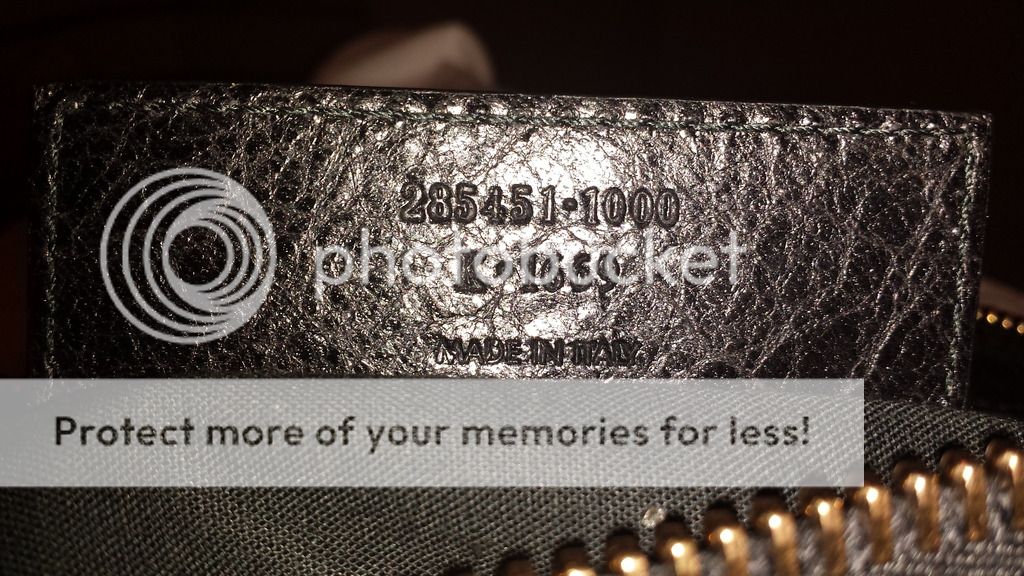 285451•1000
photobucket
MADE IN ITALY
Protect more of your memories for less!